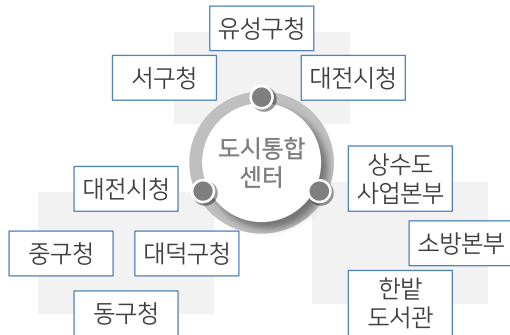 유성구청
서구청
대전시청
도시통합
센터
대전시청
상수도
사업본부
중구청
대덕구청
소방본부
동구청
한밭
도서관